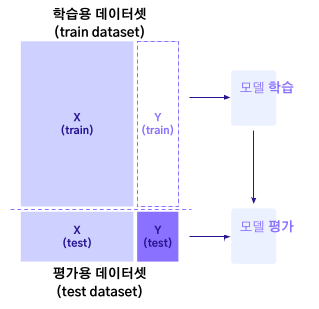 학습용 데이터셋
(train dataset)
X
(train)
Y
(train)
모델 학습
X
(test)
Y
(test)
모델 평가
평가용 데이터셋
(test dataset)